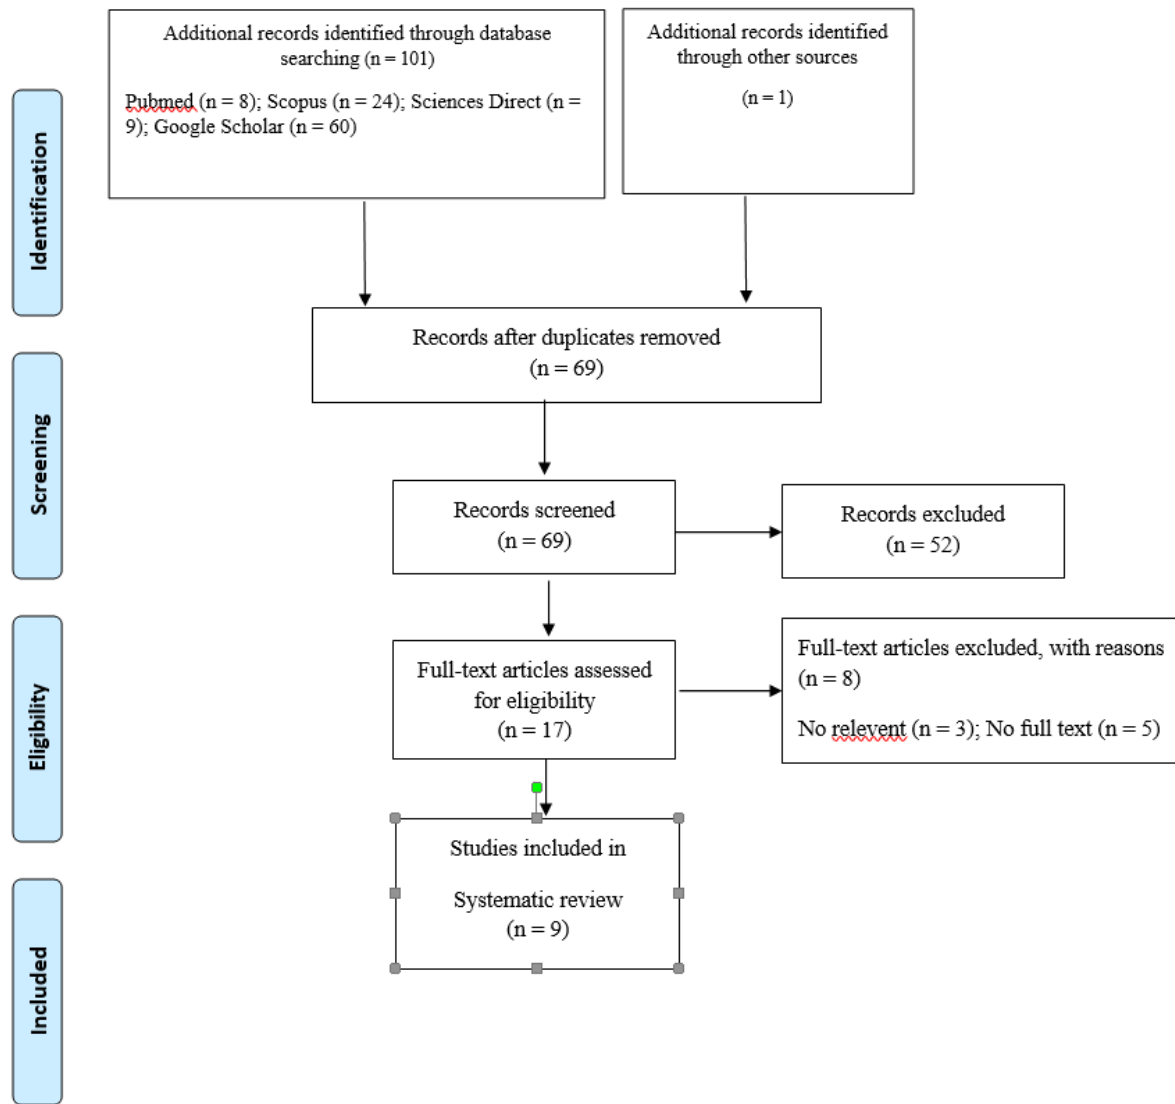 Additional records identified through database
searching (n = 101)
Pubmed (n = 8); Scopus (n = 24); Sciences Direct (n =
9); Google Scholar (n = 60)
Additional records identified
through other sources
(n = 1)
Identification
Records after duplicates removed
(n = 69)
Screening
Records screened
(n = 69)
Records excluded
(n = 52)
Eligibility
Full-text articles assessed
for eligibility
(n = 17)
Full-text articles excluded, with reasons
(n = 8)
No relevent (n = 3); No full text (n = 5)
Studies included in
Systematic review
(n = 9)
Included